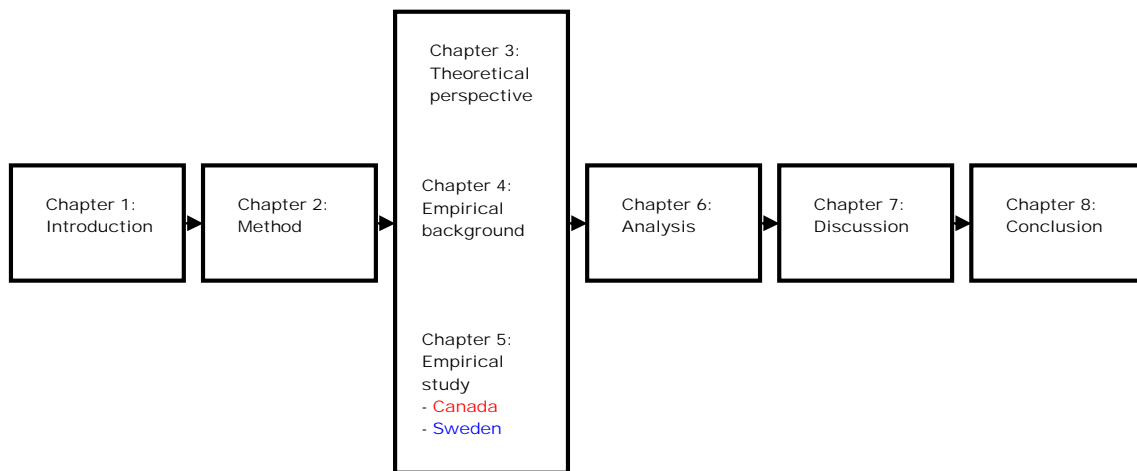 Chapter 1:
Introduction
Chapter 2:
Method
Chapter 3:
Theoretical
perspective
Chapter 4:
Empirical
background
Chapter 5:
Empirical
study
- Canada
- Sweden
Chapter 6:
Analysis
Chapter 7:
Discussion
Chapter 8:
Conclusion